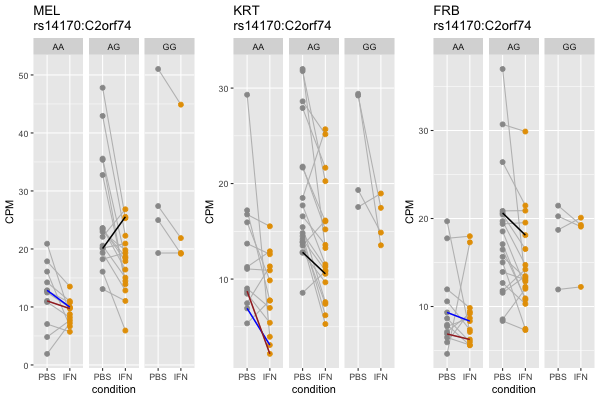 MEL
rs14170:C2orf74
AA AG GG
CPM
50
40
30
20
10
0
PBS IFN PBS IFN PBS IFN
condition
KRT
rs14170:C2orf74
AA AG GG
CPM
30
20
10
PBS IFN PBS IFN PBS IFN
condition
FRB
rs14170:C2orf74
AA AG GG
CPM
30
20
10
PBS IFN PBS IFN PBS IFN
condition